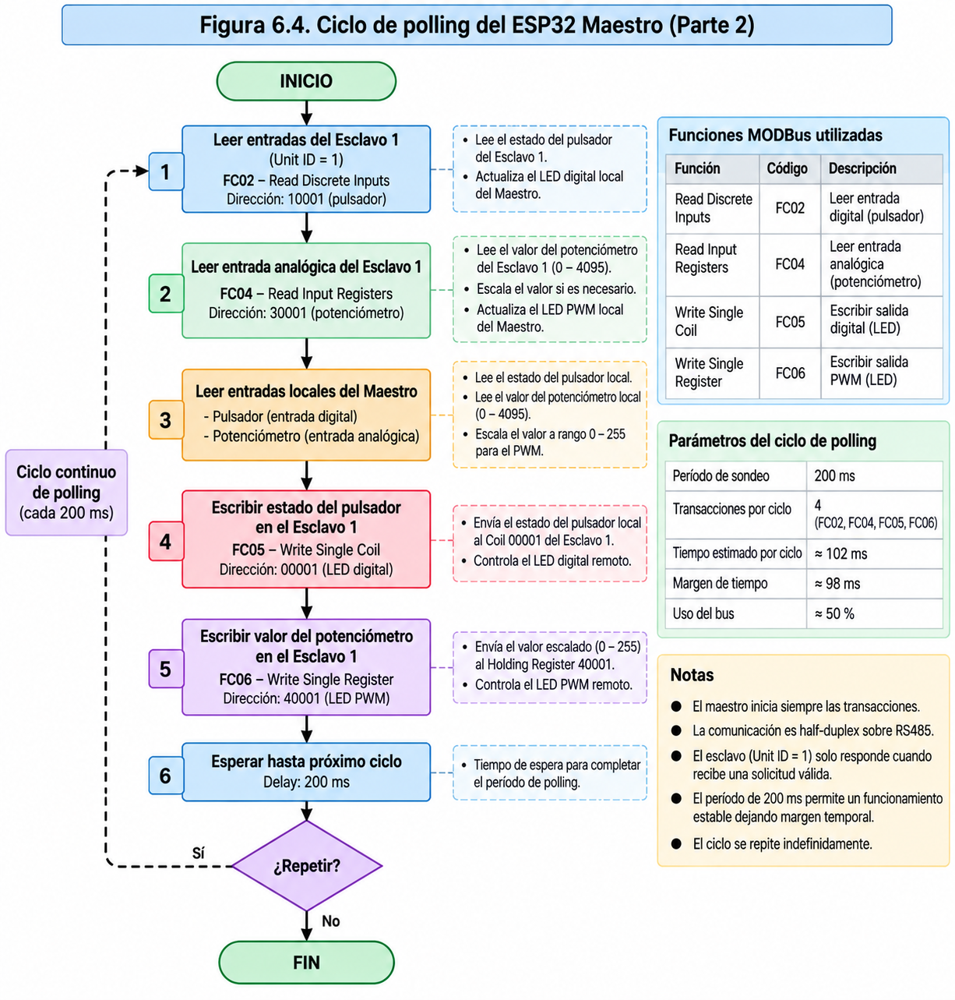 Figura 6.4. Ciclo de polling del ESP32 Maestro (Parte 2)
INICIO
1
Leer entradas del Esclavo 1
(Unit ID = 1)
FC02 – Read Discrete Inputs
Dirección: 10001 (pulsador)
• Lee el estado del pulsador
del Esclavo 1.
• Actualiza el LED digital local
del Maestro.
2
Leer entrada analógica del Esclavo 1
FC04 – Read Input Registers
Dirección: 30001 (potenciómetro)
• Lee el valor del potenciómetro
del Esclavo 1 (0 – 4095).
• Escala el valor si es necesario.
• Actualiza el LED PWM local
del Maestro.
3
Leer entradas locales del Maestro
- Pulsador (entrada digital)
- Potenciómetro (entrada analógica)
• Lee el estado del pulsador local.
• Lee el valor del potenciómetro local
(0 – 4095).
• Escala el valor a rango 0 – 255
para el PWM.
Ciclo continuo
de polling
(cada 200 ms)
4
Escribir estado del pulsador
en el Esclavo 1
FC05 – Write Single Coil
Dirección: 00001 (LED digital)
• Envía el estado del pulsador local
al Coil 00001 del Esclavo 1.
• Controla el LED digital remoto.
5
Escribir valor del potenciómetro
en el Esclavo 1
FC06 – Write Single Register
Dirección: 40001 (LED PWM)
• Envía el valor escalado (0 – 255)
al Holding Register 40001.
• Controla el LED PWM remoto.
6
Esperar hasta próximo ciclo
Delay: 200 ms
• Tiempo de espera para completar
el período de polling.
¿Repetir?
Sí
No
FIN
Funciones MODBus utilizadas
Función Código Descripción
Read Discrete
Inputs
FC02
Leer entrada
digital (pulsador)
Read Input
Registers
FC04
Leer entrada
analógica
(potenciómetro)
Write Single
Coil
FC05
Escribir salida
digital (LED)
Write Single
Register
FC06
Escribir salida
PWM (LED)
Parámetros del ciclo de polling
Período de sondeo 200 ms
Transacciones por ciclo 4
(FC02, FC04, FC05, FC06)
Tiempo estimado por ciclo ≈ 102 ms
Margen de tiempo ≈ 98 ms
Uso del bus ≈ 50 %
Notas
● El maestro inicia siempre las transacciones.
● La comunicación es half-duplex sobre RS485.
● El esclavo (Unit ID = 1) solo responde cuando
recibe una solicitud válida.
● El período de 200 ms permite un funcionamiento
estable dejando margen temporal.
● El ciclo se repite indefinidamente.